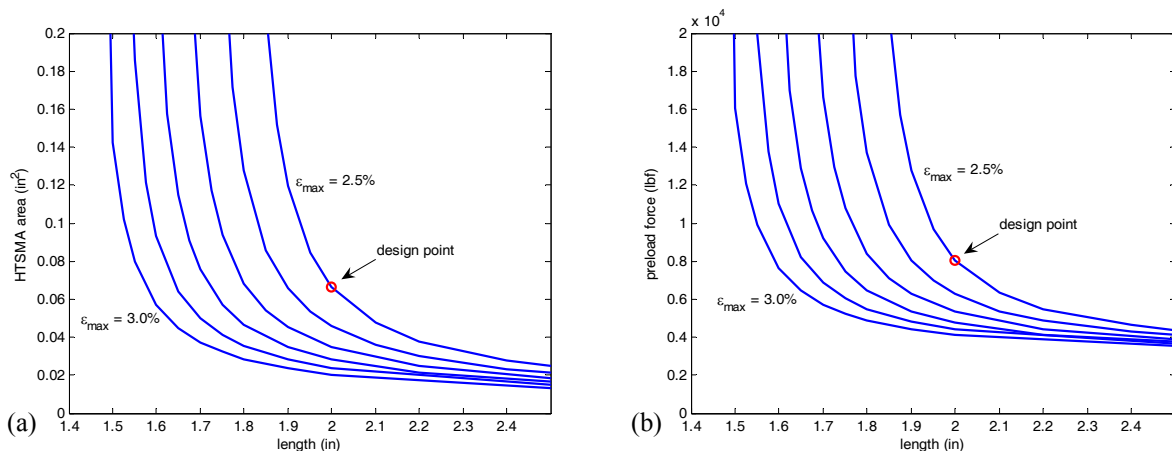 0.2
0.18
0.16
0.14
0.12
0.1
0.08
0.06
0.04
0.02
0
HTSMA area (in²)
εmax = 2.5%
design point
εmax = 3.0%
1.4 1.5 1.6 1.7 1.8 1.9 2 2.1 2.2 2.3 2.4
length (in)
(a)
x 10⁴
2
1.8
1.6
1.4
1.2
1
0.8
0.6
0.4
0.2
0
preload force (lbf)
εmax = 2.5%
design point
εmax = 3.0%
1.4 1.5 1.6 1.7 1.8 1.9 2 2.1 2.2 2.3 2.4
length (in)
(b)